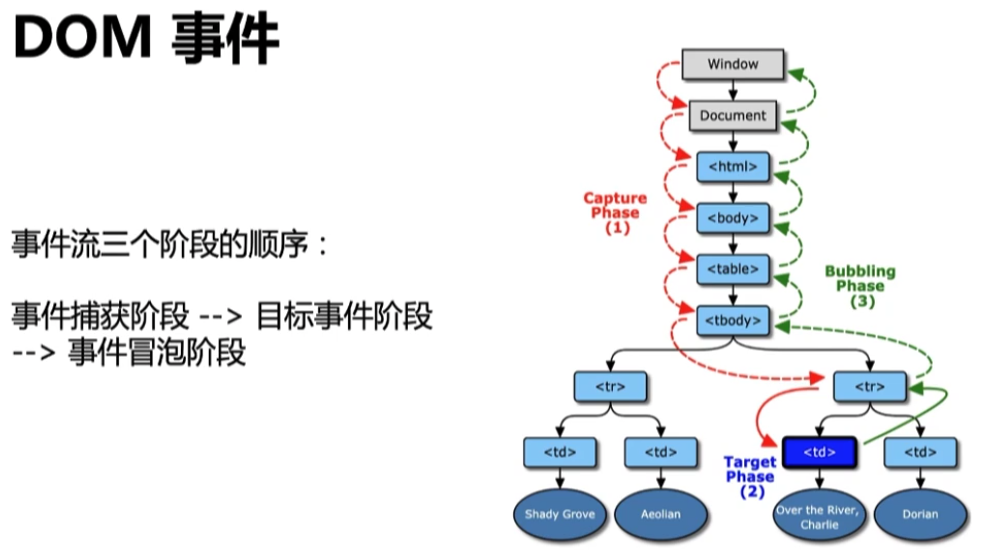 DOM 事件
事件流三个阶段的顺序：
事件捕获阶段 --> 目标事件阶段
--> 事件冒泡阶段
Window
Document
<html>
Capture
Phase
(1)
<body>
<table>
Bubbling
Phase
(3)
<tbody>
<tr>
<tr>
<td>
<td>
<td>
<td>
Target
Phase
(2)
Shady Grove
Aeolian
Over the River,
Charlie
Dorian